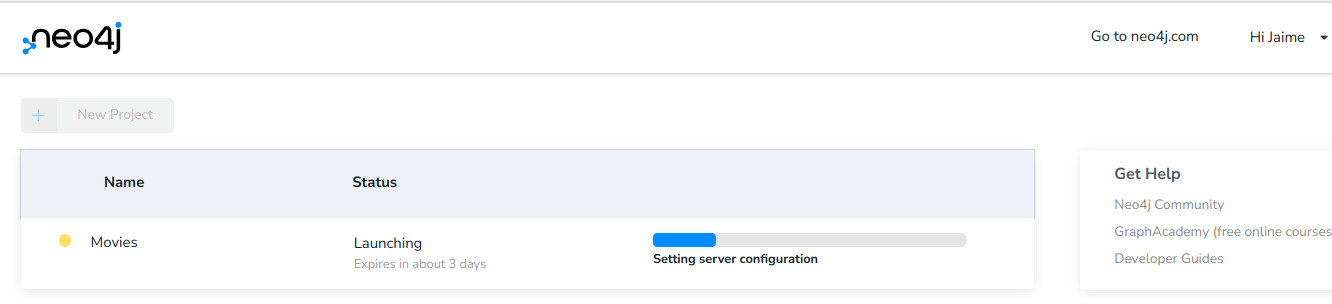 neo4j
Go to neo4j.com
Hi Jaime
+ New Project
Name
Status
Movies
Launching
Expires in about 3 days
Setting server configuration
Get Help
Neo4j Community
GraphAcademy (free online courses
Developer Guides